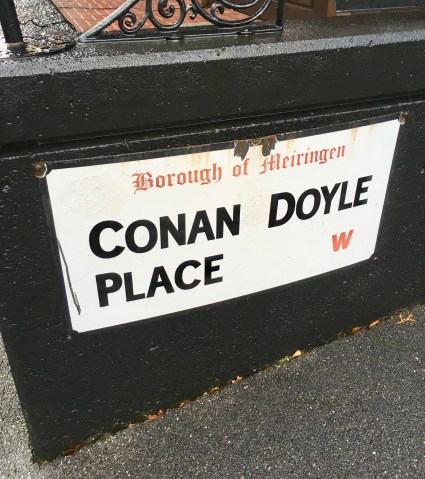 Borough of Meiringen
CONAN DOYLE
PLACE W